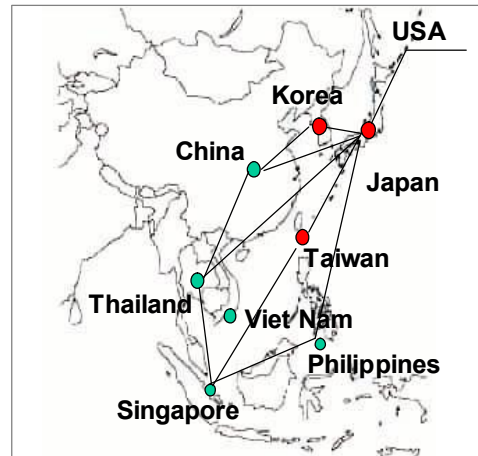 USA
Korea
China
Japan
Taiwan
Thailand
Viet Nam
Philippines
Singapore